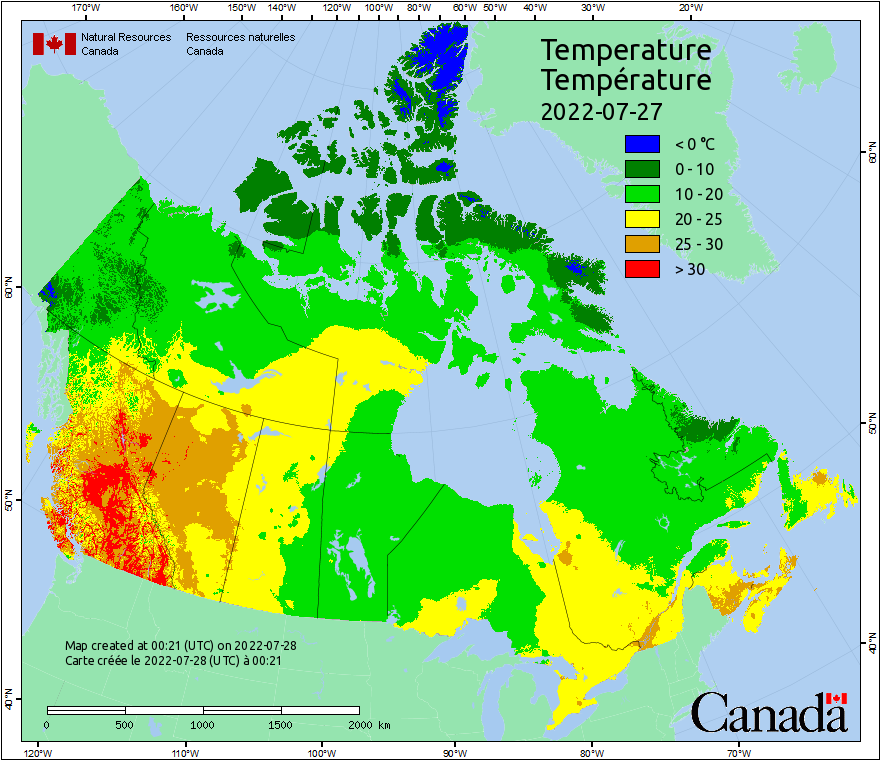 170°W 160°W 150°W 140°W 120°W 100°W 80°W 60°W 50°W 40°W 30°W 20°W
Natural Resources Ressources naturelles
Canada Canada
Temperature
Température
2022-07-27
< 0 °C
0 - 10
10 - 20
20 - 25
25 - 30
> 30
60°N
60°N
50°N
50°N
40°N
40°N
Map created at 00:21 (UTC) on 2022-07-28
Carte créée le 2022-07-28 (UTC) à 00:21
0 500 1000 1500 2000 km
Canada
120°W 110°W 100°W 90°W 80°W 70°W